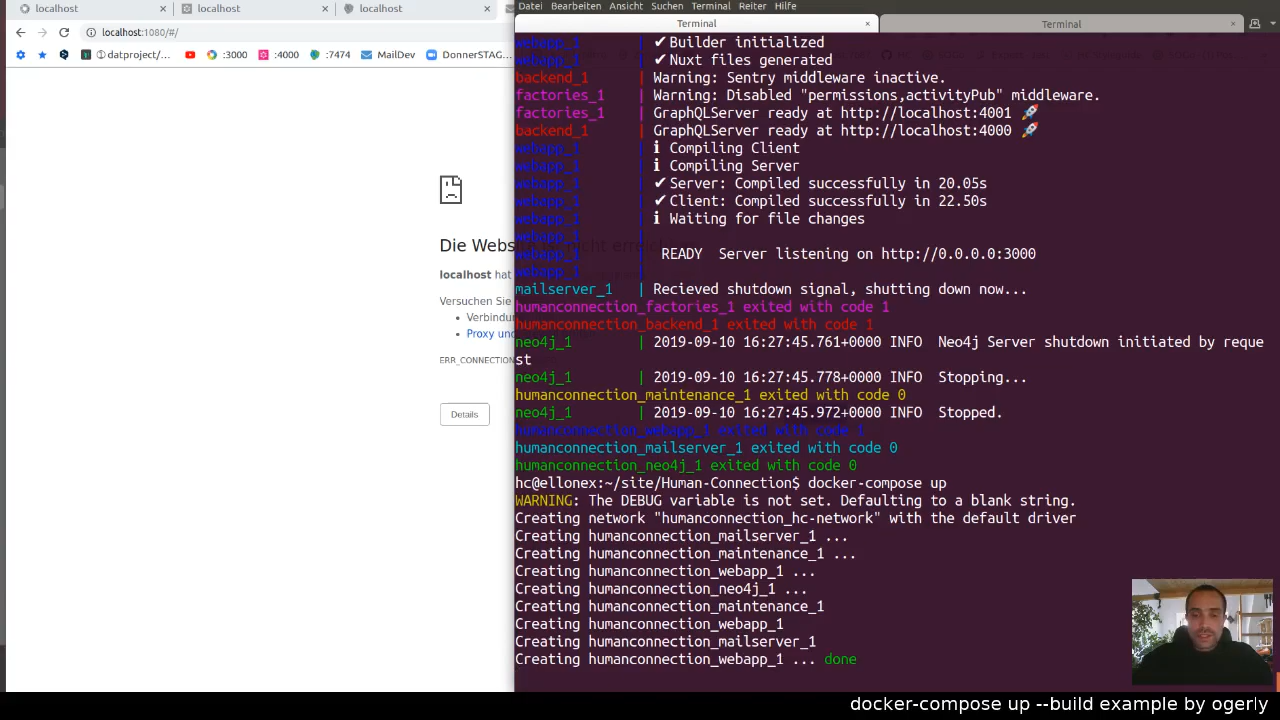 localhost
localhost
localhost
localhost:1080/#/
datproject/...
:3000
:4000
:7474
MailDev
DonnerSTAG...
Die Webs
localhost hat
Versuchen Sie
Verbindun
Proxy und
ERR_CONNECTION
Details
Datei Bearbeiten Ansicht Suchen Terminal Reiter Hilfe
Terminal
Terminal
webapp_1 | ✔ Builder initialized
webapp_1 | ✔ Nuxt files generated
backend_1 | Warning: Sentry middleware inactive.
factories_1 | Warning: Disabled "permissions,activityPub" middleware.
factories_1 | GraphQLServer ready at http://localhost:4001 🚀
backend_1 | GraphQLServer ready at http://localhost:4000 🚀
webapp_1 | ℹ Compiling Client
webapp_1 | ℹ Compiling Server
webapp_1 | ✔ Server: Compiled successfully in 20.05s
webapp_1 | ✔ Client: Compiled successfully in 22.50s
webapp_1 | ℹ Waiting for file changes
webapp_1 |
webapp_1 | READY Server listening on http://0.0.0.0:3000
webapp_1 |
mailserver_1 | Recieved shutdown signal, shutting down now...
humanconnection_factories_1 exited with code 1
humanconnection_backend_1 exited with code 1
neo4j_1 | 2019-09-10 16:27:45.761+0000 INFO Neo4j Server shutdown initiated by reque
st
neo4j_1 | 2019-09-10 16:27:45.778+0000 INFO Stopping...
humanconnection_maintenance_1 exited with code 0
neo4j_1 | 2019-09-10 16:27:45.972+0000 INFO Stopped.
humanconnection_webapp_1 exited with code 1
humanconnection_mailserver_1 exited with code 0
humanconnection_neo4j_1 exited with code 0
hc@ellonex:~/site/Human-Connection$ docker-compose up
WARNING: The DEBUG variable is not set. Defaulting to a blank string.
Creating network "humanconnection_hc-network" with the default driver
Creating humanconnection_mailserver_1 ...
Creating humanconnection_maintenance_1 ...
Creating humanconnection_webapp_1 ...
Creating humanconnection_neo4j_1 ...
Creating humanconnection_maintenance_1
Creating humanconnection_webapp_1
Creating humanconnection_mailserver_1
Creating humanconnection_webapp_1 ... done
docker-compose up --build example by ogerly